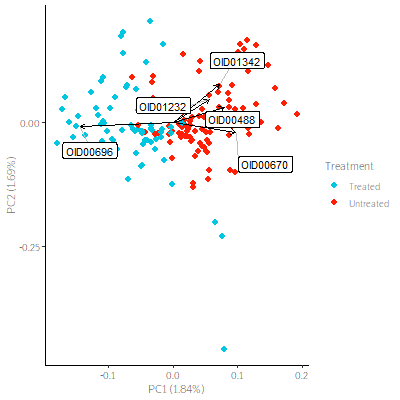 OID01342
OID01232
OID00488
OID00696
OID00670
0.00
-0.25
-0.1
0.0
0.1
0.2
PC1 (1.84%)
PC2 (1.69%)
Treatment
Treated
Untreated